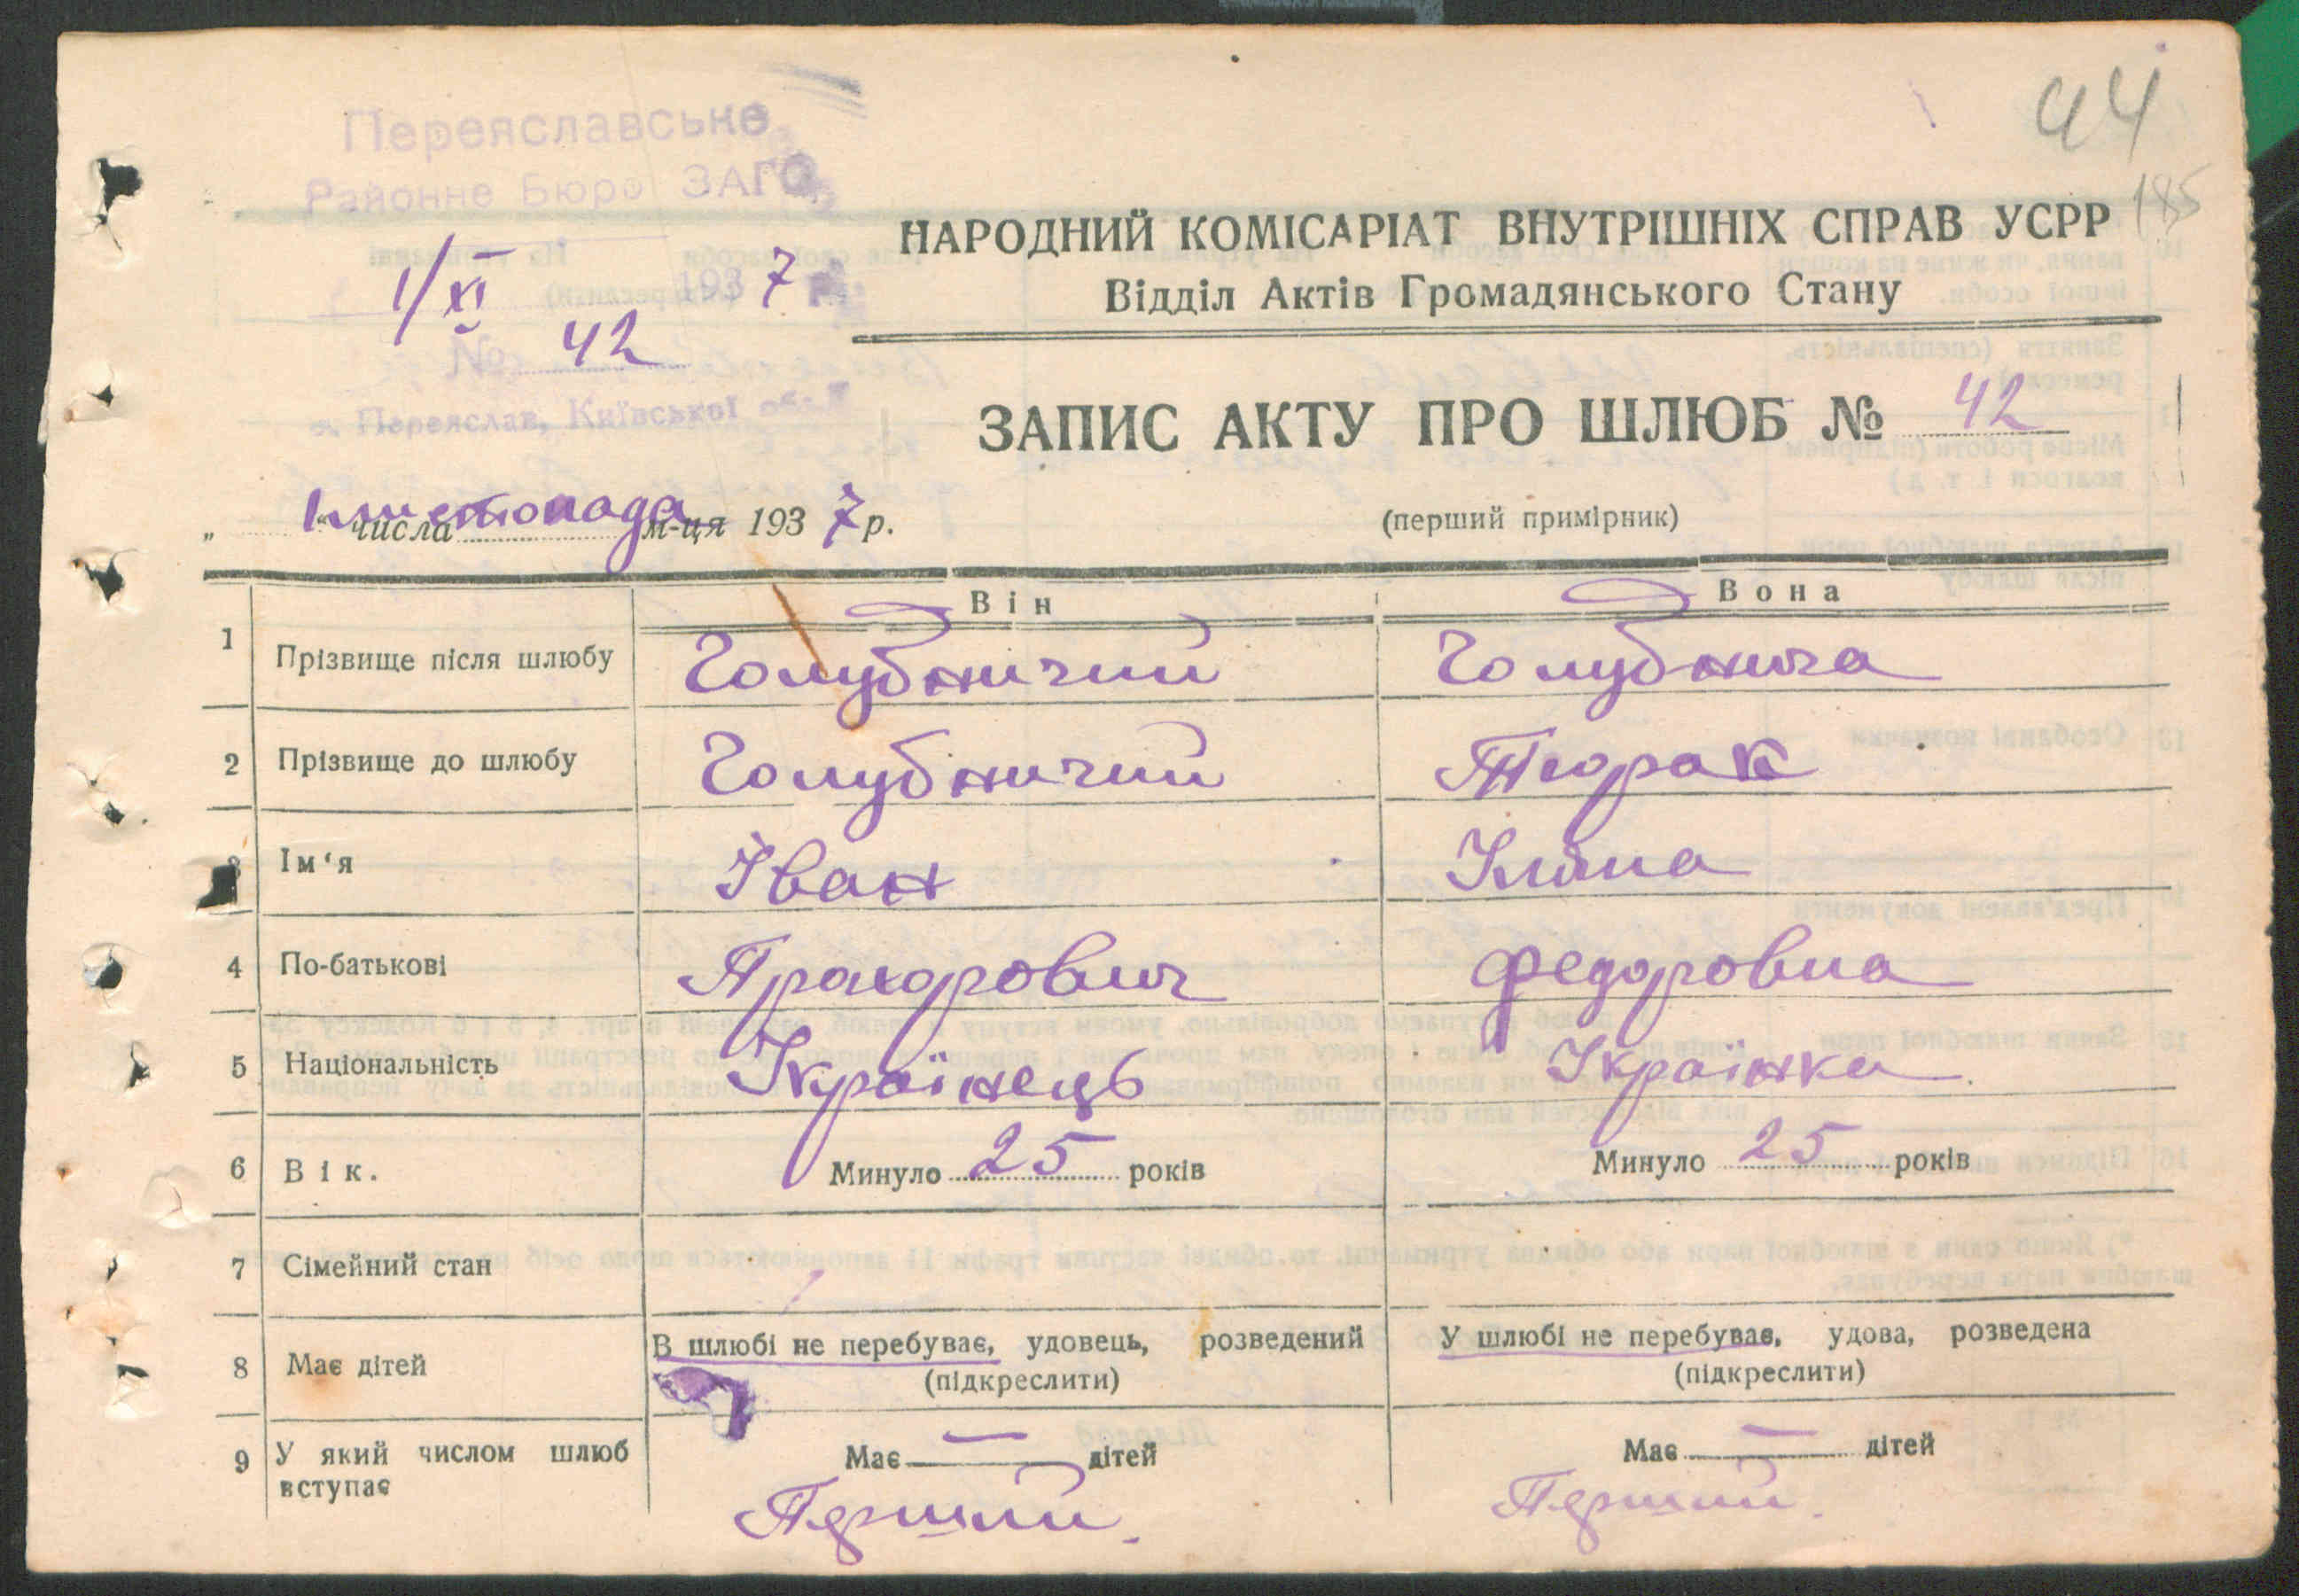 44
185
Переяславське
Районне Бюро ЗАГС
1/XI 1937 р.
№ 42
м. Переяслав, Київської обл.
НАРОДНИЙ КОМІСАРІАТ ВНУТРІШНІХ СПРАВ УСРР
Відділ Актів Громадянського Стану
ЗАПИС АКТУ ПРО ШЛЮБ № 42
„ 1 “ числа листопада м-ця 1937 р.
(перший примірник)
Він Вона
1 Прізвище після шлюбу Голубничий Голубнича
2 Прізвище до шлюбу Голубничий
3 Ім‘я Іван
4 По-батькові Прохорович Федоровна
5 Національність Українець Українка
6 Вік. Минуло 25 років Минуло 25 років
7 Сімейний стан
8 Має дітей
В шлюбі не перебуває, удовець, розведений У шлюбі не перебуває, удова, розведена
(підкреслити) (підкреслити)
9 У який числом шлюб
вступає
Має — дітей Має — дітей
Перший. Перший.